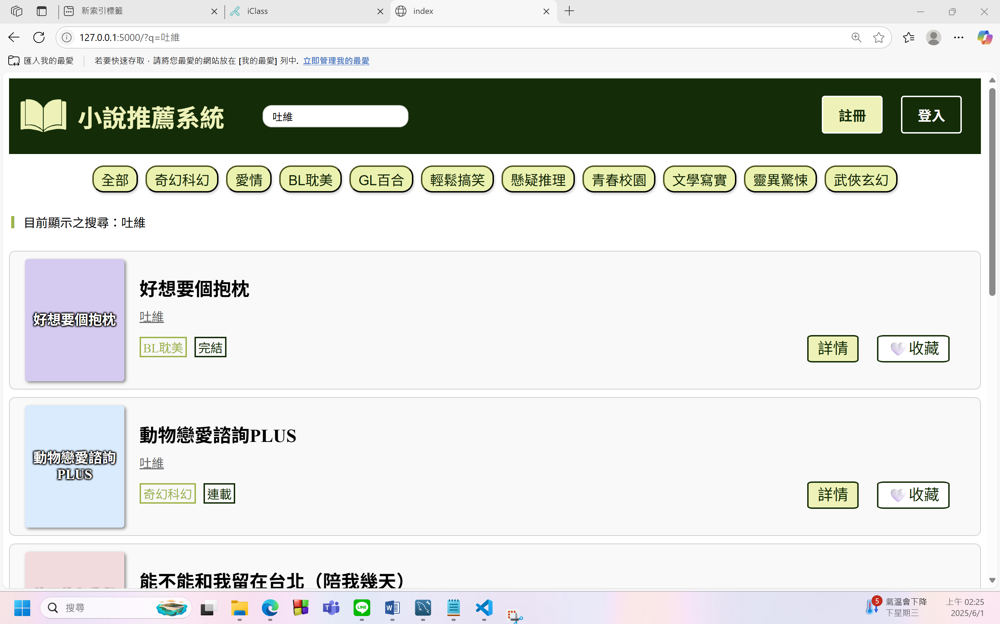 新索引標籤
iClass
index
127.0.0.1:5000/?q=吐維
匯入我的最愛
若要快速存取，請將您最愛的網站放在 [我的最愛] 列中. 立即管理我的最愛
小說推薦系統
吐維
註冊
登入
全部 奇幻科幻 愛情 BL耽美 GL百合 輕鬆搞笑 懸疑推理 青春校園 文學寫實 靈異驚悚 武俠玄幻
目前顯示之搜尋：吐維
好想要個抱枕
好想要個抱枕
吐維
BL耽美 完結
詳情 收藏
動物戀愛諮詢
PLUS
動物戀愛諮詢PLUS
吐維
奇幻科幻 連載
詳情 收藏
能不能和我留在台北（陪我幾天）
搜尋
T
LINE
W
5
氣溫會下降
下星期三
上午 02:25
2025/6/1